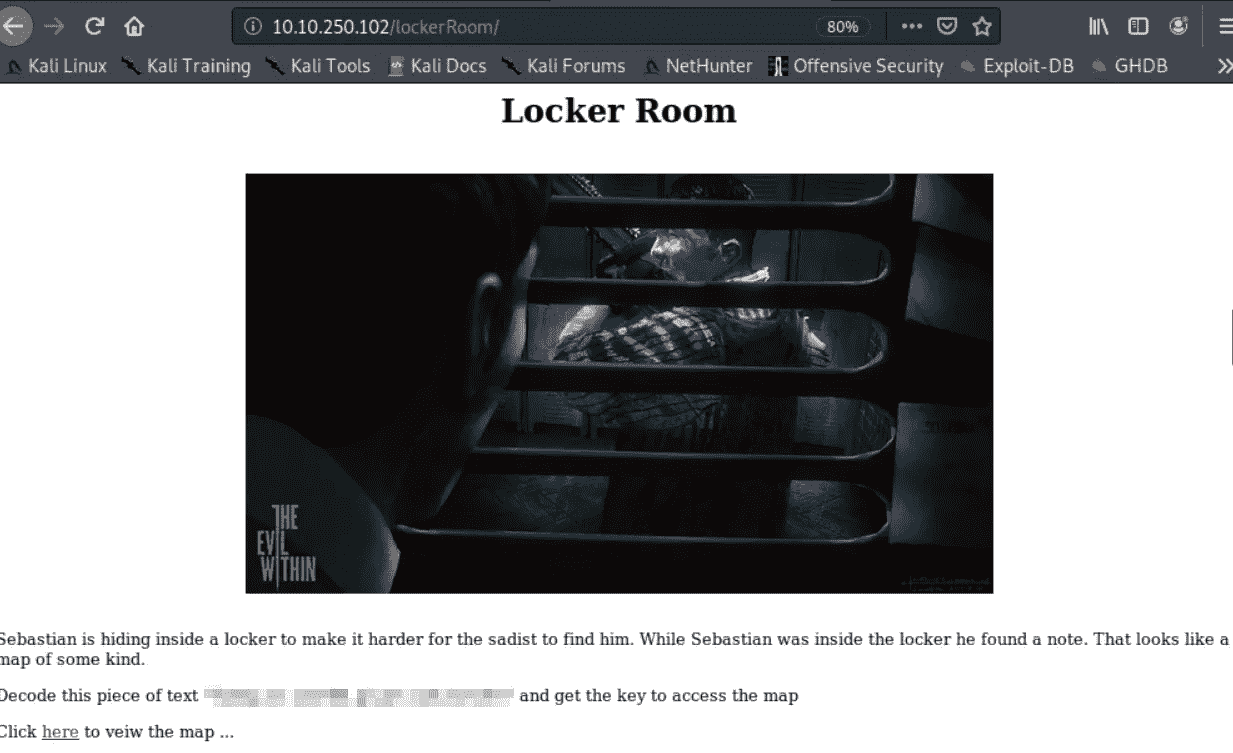 10.10.250.102/lockerRoom/
80%
Kali Linux Kali Training Kali Tools Kali Docs Kali Forums NetHunter Offensive Security Exploit-DB GHDB
Locker Room
THE
EVIL
WITHIN
Sebastian is hiding inside a locker to make it harder for the sadist to find him. While Sebastian was inside the locker he found a note. That looks like a
map of some kind.
Decode this piece of text and get the key to access the map
Click here to veiw the map ...